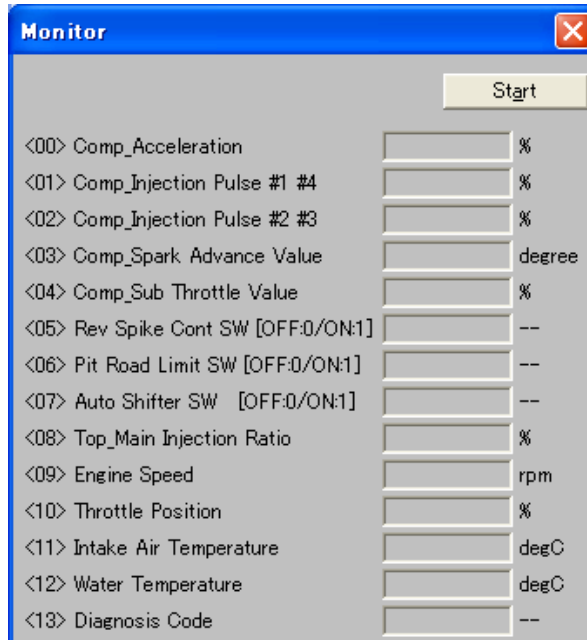 Monitor
Start
<00> Comp_Acceleration %
<01> Comp_Injection Pulse #1 #4 %
<02> Comp_Injection Pulse #2 #3 %
<03> Comp_Spark Advance Value degree
<04> Comp_Sub Throttle Value %
<05> Rev Spike Cont SW [OFF:0/ON:1] --
<06> Pit Road Limit SW [OFF:0/ON:1] --
<07> Auto Shifter SW [OFF:0/ON:1] --
<08> Top_Main Injection Ratio %
<09> Engine Speed rpm
<10> Throttle Position %
<11> Intake Air Temperature degC
<12> Water Temperature degC
<13> Diagnosis Code --